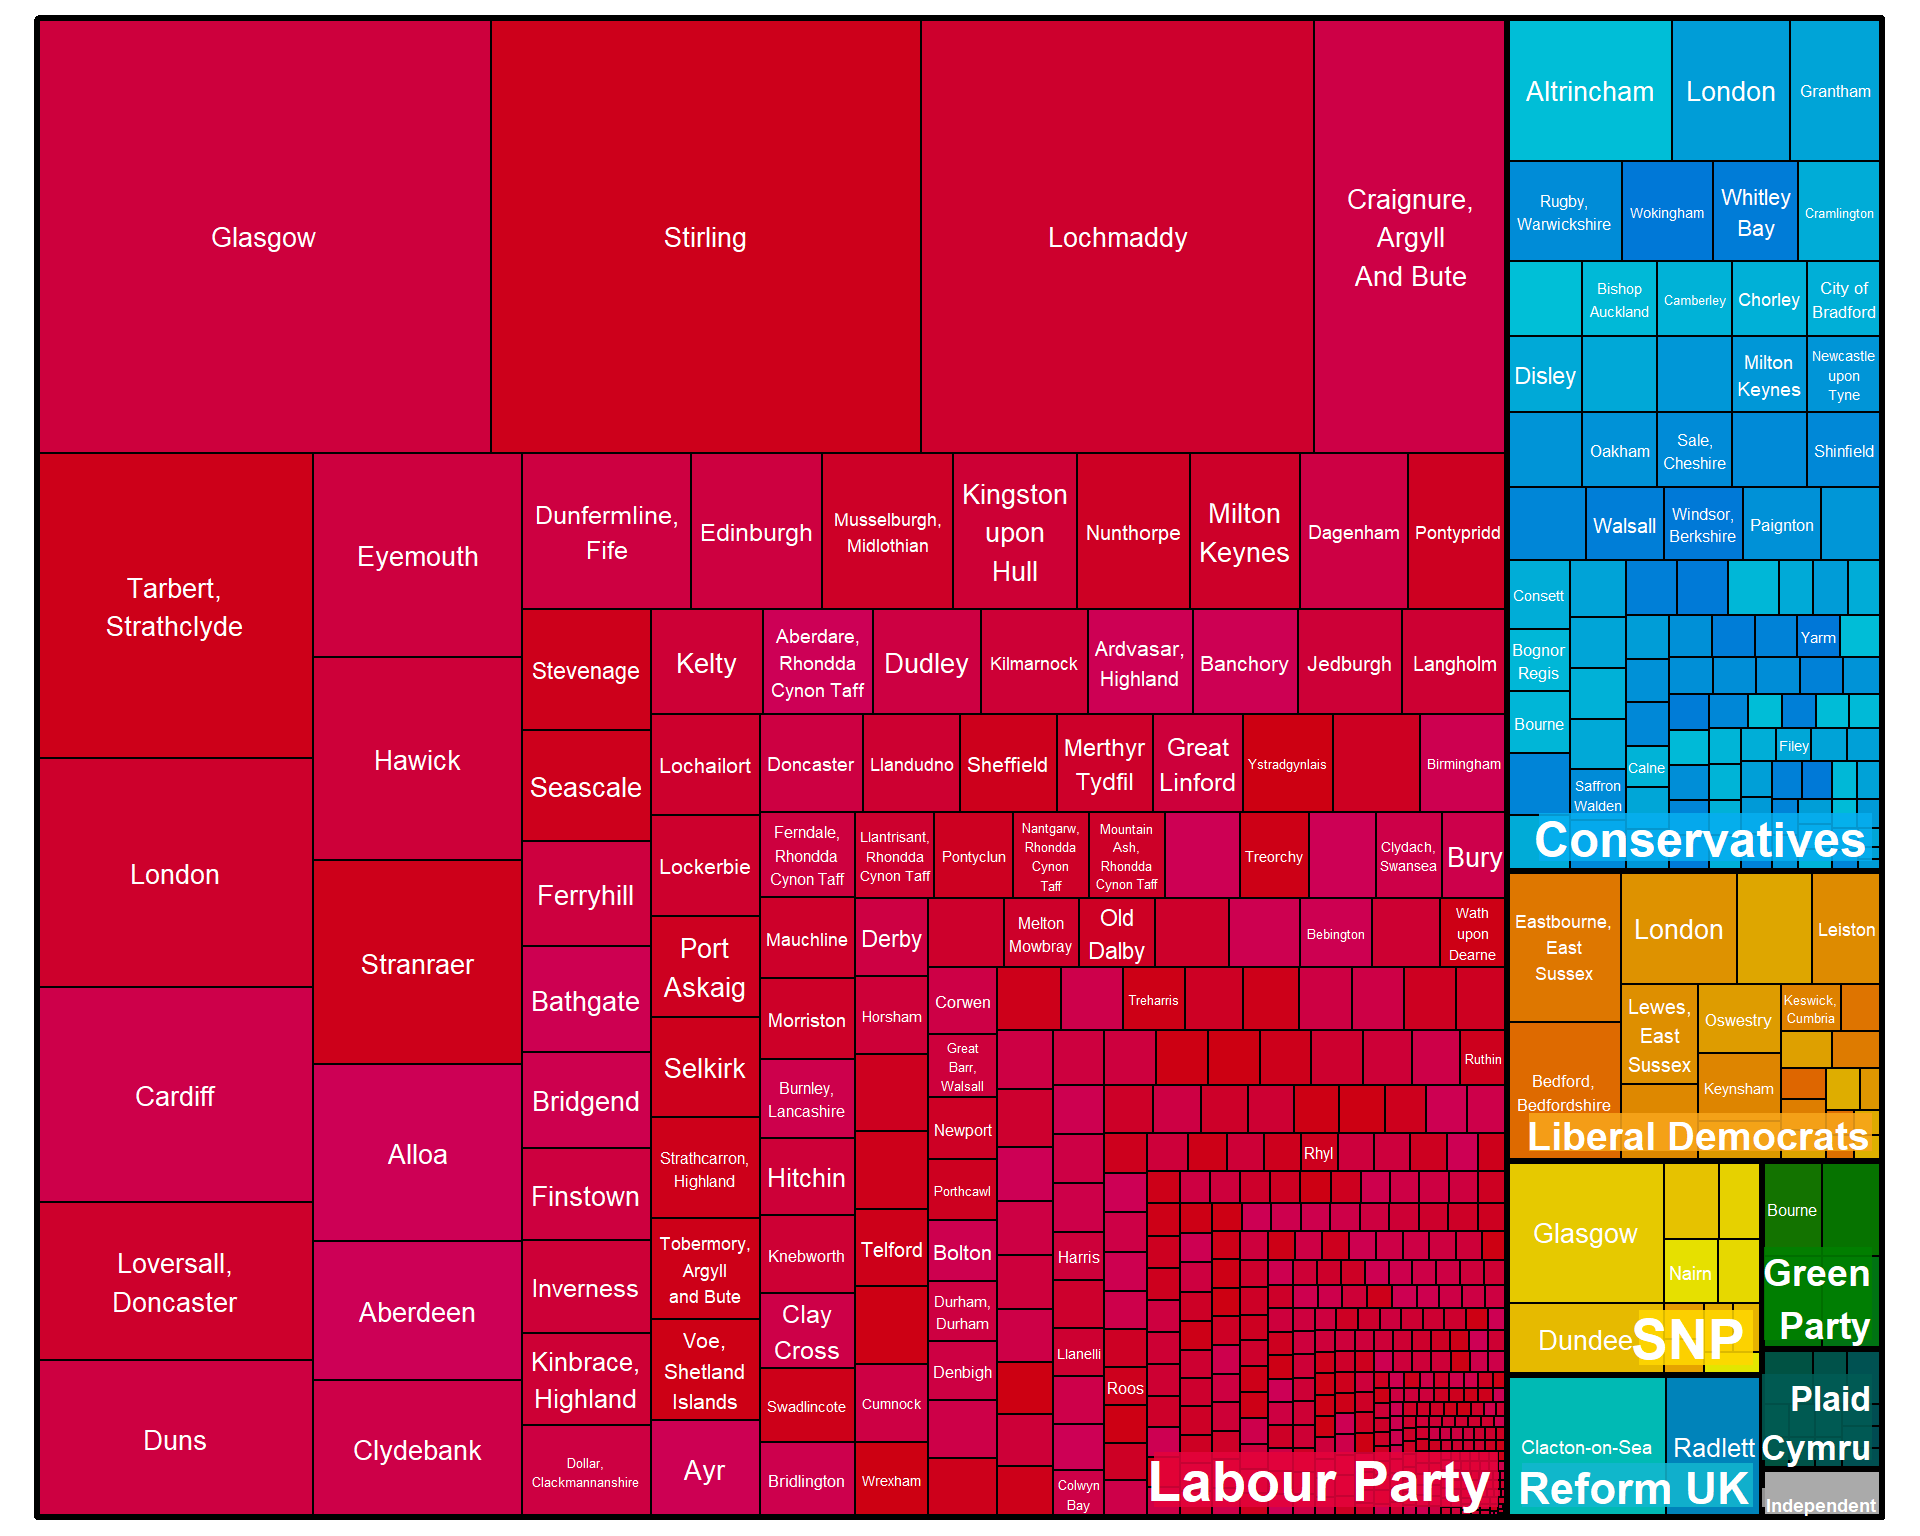 Glasgow
Stirling
Lochmaddy
Craignure,
Argyll
And Bute
Tarbert,
Strathclyde
London
Cardiff
Loversall,
Doncaster
Duns
Eyemouth
Hawick
Stranraer
Alloa
Aberdeen
Clydebank
Dunfermline,
Fife
Edinburgh
Musselburgh,
Midlothian
Kingston
upon
Hull
Nunthorpe
Milton
Keynes
Dagenham
Pontypridd
Stevenage
Seascale
Ferryhill
Bathgate
Bridgend
Finstown
Inverness
Kinbrace,
Highland
Dollar,
Clackmannanshire
Kelty
Aberdare,
Rhondda
Cynon Taff
Dudley
Kilmarnock
Ardvasar,
Highland
Banchory
Jedburgh
Langholm
Lochailort
Lockerbie
Port
Askaig
Selkirk
Strathcarron,
Highland
Tobermory,
Argyll
and Bute
Voe,
Shetland
Islands
Ayr
Doncaster
Llandudno
Sheffield
Merthyr
Tydfil
Great
Linford
Ystradgynlais
Birmingham
Ferndale,
Rhondda
Cynon Taff
Llantrisant,
Rhondda
Cynon Taff
Pontyclun
Nantgarw,
Rhondda
Cynon
Taff
Mountain
Ash,
Rhondda
Cynon Taff
Treorchy
Clydach,
Swansea
Bury
Mauchline
Morriston
Burnley,
Lancashire
Hitchin
Knebworth
Clay
Cross
Swadlincote
Bridlington
Derby
Horsham
Telford
Cumnock
Wrexham
Melton
Mowbray
Old
Dalby
Bebington
Wath
upon
Dearne
Corwen
Great
Barr,
Walsall
Newport
Porthcawl
Bolton
Durham,
Durham
Denbigh
Treharris
Ruthin
Rhyl
Harris
Llanelli
Colwyn
Bay
Roos
Labour Party
Altrincham
London
Grantham
Rugby,
Warwickshire
Wokingham
Whitley
Bay
Cramlington
Bishop
Auckland
Camberley
Chorley
City of
Bradford
Disley
Milton
Keynes
Newcastle
upon
Tyne
Oakham
Sale,
Cheshire
Shinfield
Walsall
Windsor,
Berkshire
Paignton
Consett
Bognor
Regis
Bourne
Saffron
Walden
Calne
Yarm
Filey
Conservatives
Eastbourne,
East
Sussex
London
Leiston
Bedford,
Bedfordshire
Lewes,
East
Sussex
Oswestry
Keswick,
Cumbria
Keynsham
Liberal Democrats
Glasgow
Nairn
Dundee
SNP
Bourne
Green
Party
Plaid
Cymru
Clacton-on-Sea
Radlett
Reform UK
Independent